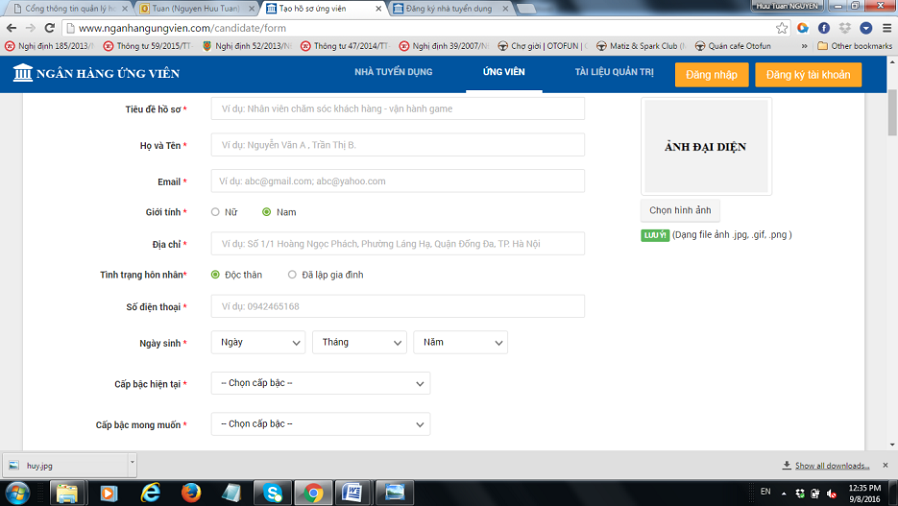 Cổng thông tin quản lý h
Tuan (Nguyen Huu Tuan)
Tạo hồ sơ ứng viên
Đăng ký nhà tuyển dụng
Huu Tuan NGUYEN
www.nganhangungvien.com/candidate/form
Nghị định 185/2013/
Thông tư 59/2015/TT
Nghị định 52/2013/N
Thông tư 47/2014/TT
Nghị định 39/2007/N
Chợ giời | OTOFUN |
Matiz & Spark Club (
Quán cafe Otofun
»
Other bookmarks
NGÂN HÀNG ỨNG VIÊN
NHÀ TUYỂN DỤNG
ỨNG VIÊN
TÀI LIỆU QUẢN TRỊ
Đăng nhập
Đăng ký tài khoản
Tiêu đề hồ sơ *
Ví dụ: Nhân viên chăm sóc khách hàng - vận hành game
Họ và Tên *
Ví dụ: Nguyễn Văn A , Trần Thị B.
Email *
Ví dụ: abc@gmail.com; abc@yahoo.com
Giới tính *
Nữ
Nam
Địa chỉ *
Ví dụ: Số 1/1 Hoàng Ngọc Phách, Phường Láng Hạ, Quận Đống Đa, TP. Hà Nội
Tình trạng hôn nhân*
Độc thân
Đã lập gia đình
Số điện thoại *
Ví dụ: 0942465168
Ngày sinh *
Ngày
Tháng
Năm
Cấp bậc hiện tại *
-- Chọn cấp bậc --
Cấp bậc mong muốn *
-- Chọn cấp bậc --
ẢNH ĐẠI DIỆN
Chọn hình ảnh
LƯU Ý! (Dạng file ảnh .jpg, .gif, .png )
huy.jpg
Show all downloads...
EN
12:35 PM
9/8/2016